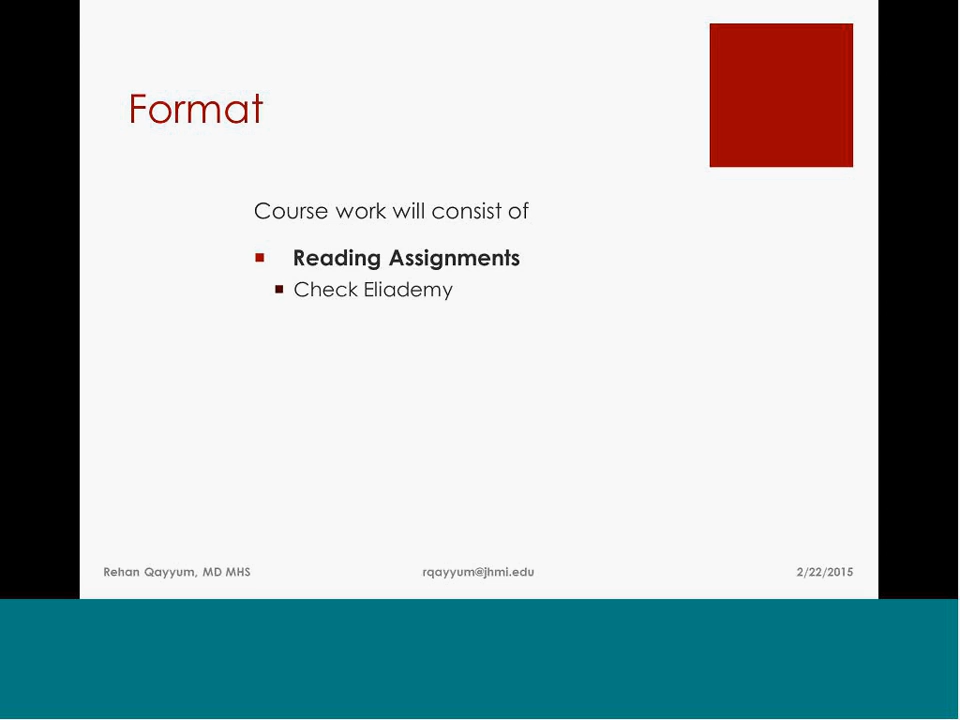 Format
Course work will consist of
Reading Assignments
Check Eliademy
Rehan Qayyum, MD MHS
rqayyum@jhmi.edu
2/22/2015